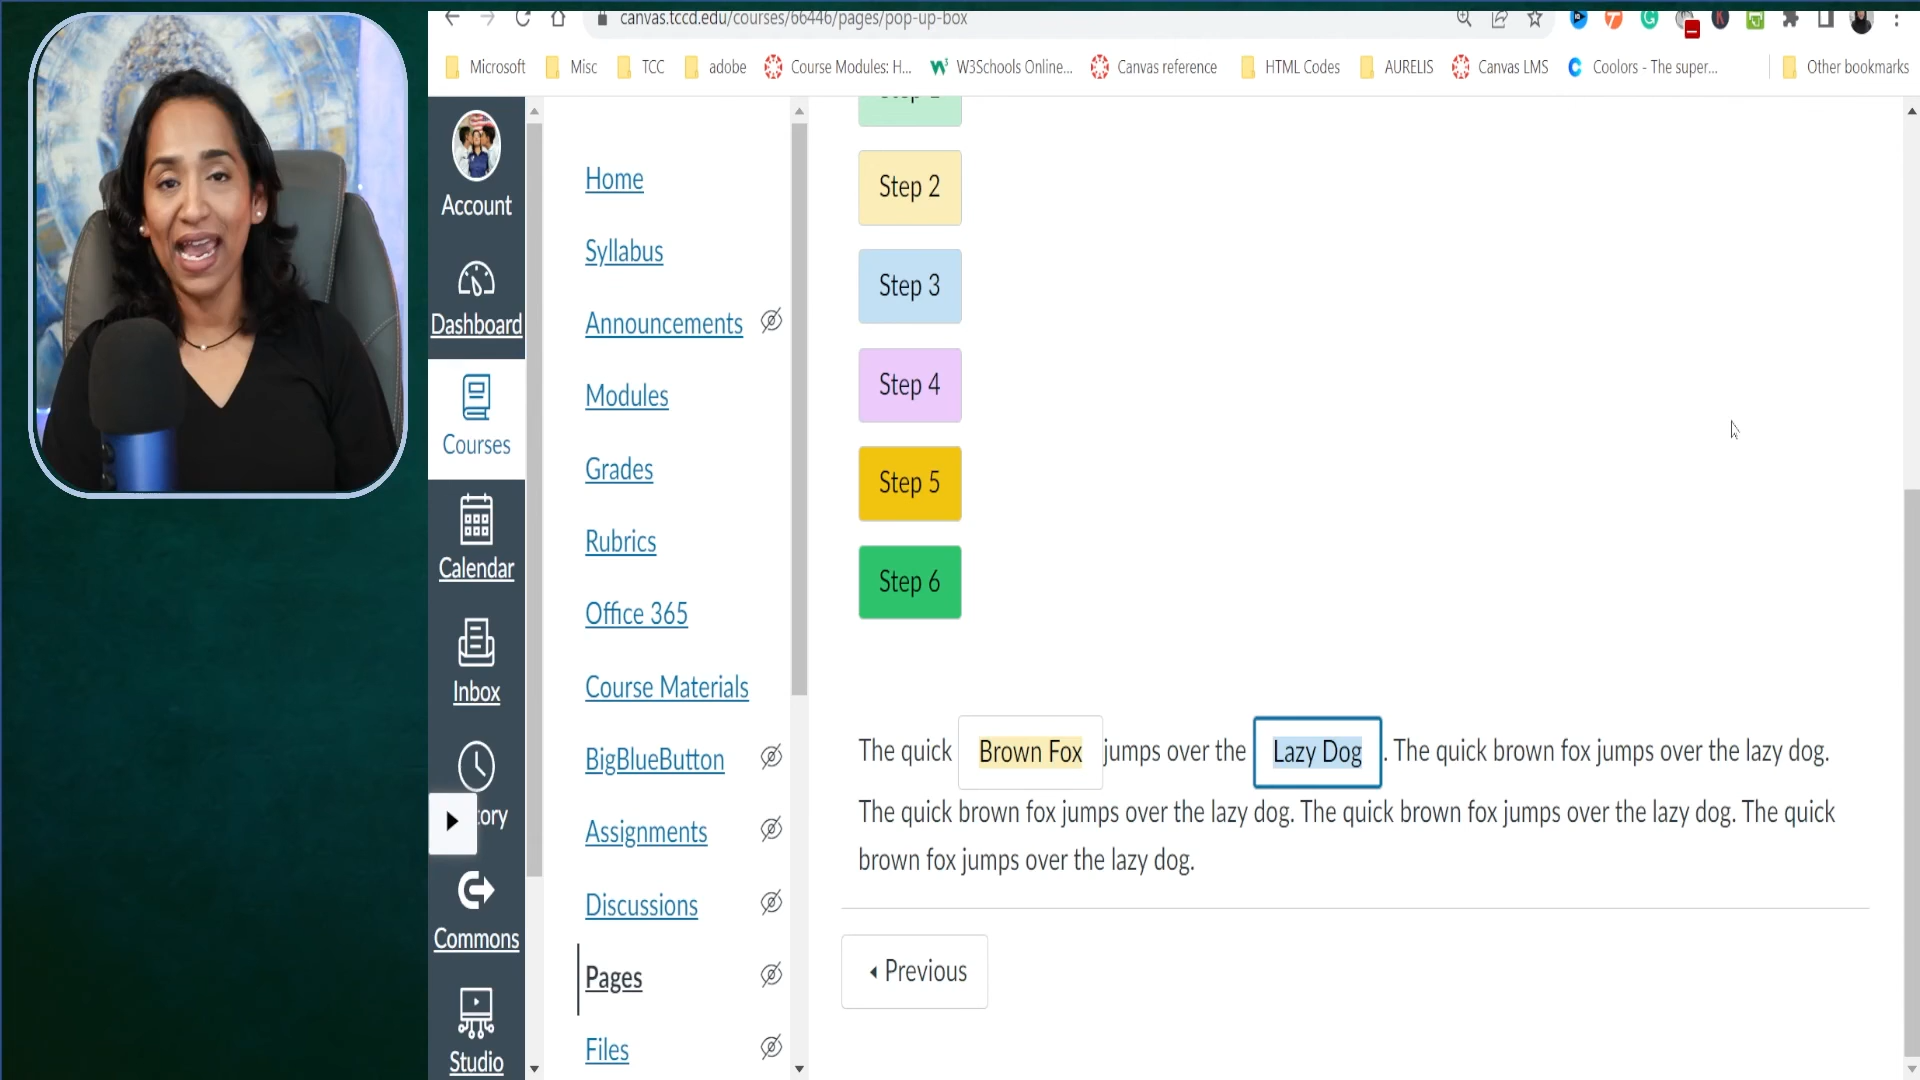 canvas.tccd.edu/courses/66446/pages/pop-up-box
Microsoft Misc TCC adobe Course Modules: H... W3Schools Online... Canvas reference HTML Codes AURELIS Canvas LMS Coolors - The super... Other bookmarks
Account
Dashboard
Courses
Calendar
Inbox
ory
Commons
Studio
Home
Syllabus
Announcements
Modules
Grades
Rubrics
Office 365
Course Materials
BigBlueButton
Assignments
Discussions
Pages
Files
Step 2
Step 3
Step 4
Step 5
Step 6
The quick Brown Fox jumps over the Lazy Dog . The quick brown fox jumps over the lazy dog.
The quick brown fox jumps over the lazy dog. The quick brown fox jumps over the lazy dog. The quick
brown fox jumps over the lazy dog.
Previous